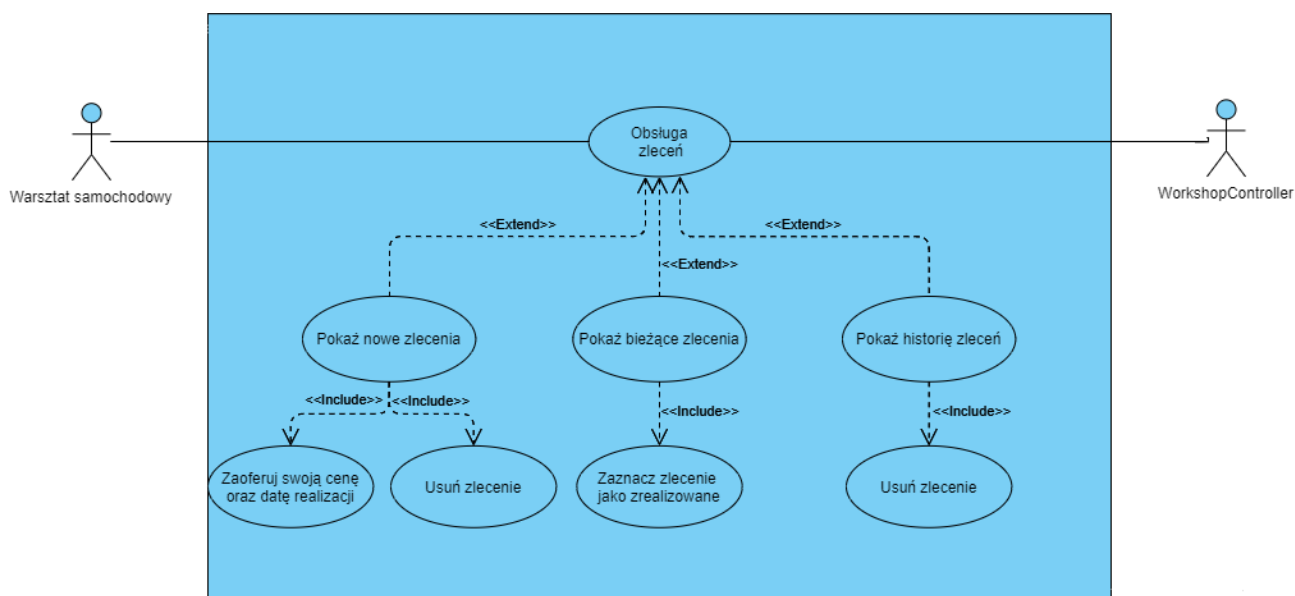 Obsługa
zleceń
Warsztat samochodowy
WorkshopController
<<Extend>>
<<Extend>>
<<Extend>>
Pokaż nowe zlecenia
Pokaż bieżące zlecenia
Pokaż historię zleceń
<<Include>>
<<Include>>
<<Include>>
<<Include>>
Zaoferuj swoją cenę
oraz datę realizacji
Usuń zlecenie
Zaznacz zlecenie
jako zrealizowane
Usuń zlecenie